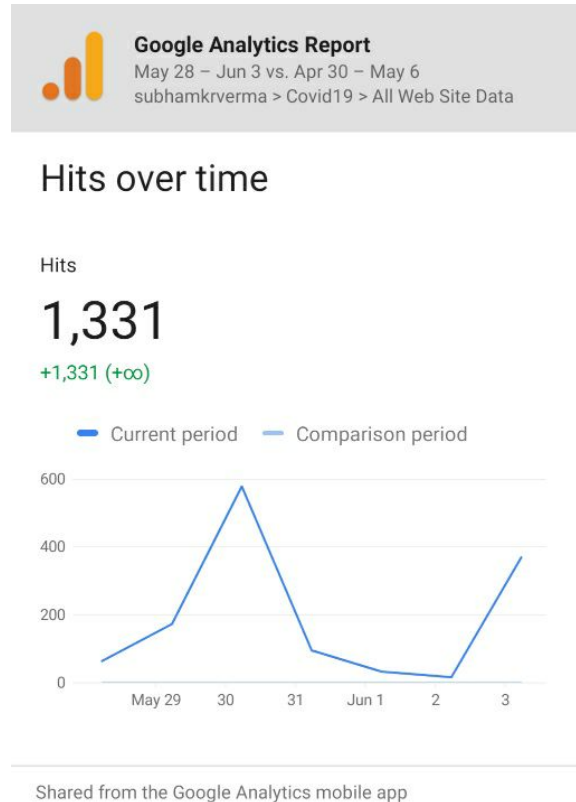 Google Analytics Report
May 28 – Jun 3 vs. Apr 30 – May 6
subhamkrverma > Covid19 > All Web Site Data
Hits over time
Hits
1,331
+1,331 (+∞)
Current period Comparison period
600
400
200
0
May 29 30 31 Jun 1 2 3
Shared from the Google Analytics mobile app